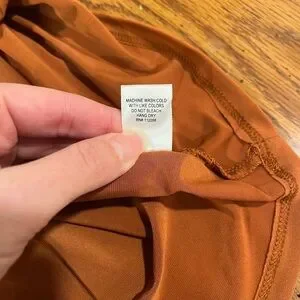 MACHINE WASH COLD
WITH LIKE COLORS
DO NOT BLEACH
HANG DRY